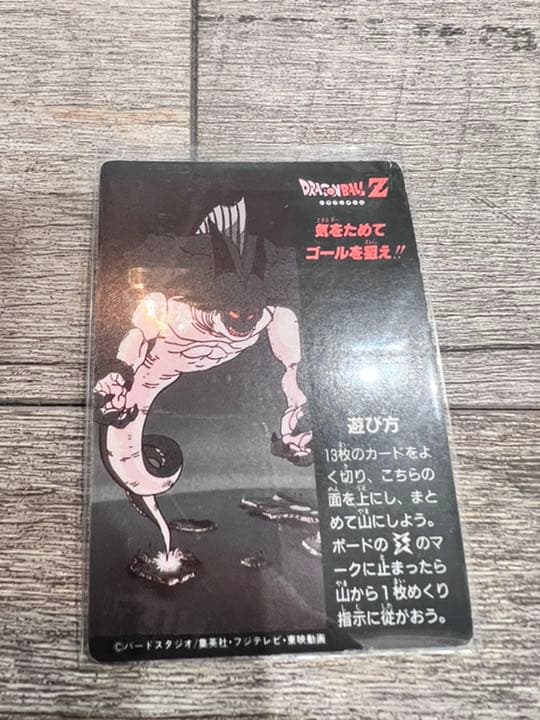 DRAGON BALL Z
気をためて
ゴールを狙え!!
遊び方
13枚のカードをよ
く切り、こちらの
面を上にし、まと
めて山にしよう。
ボードの のマ
ークに止まったら
山から1枚めくり
指示に従がおう。
©バードスタジオ/集英社・フジテレビ・東映動画